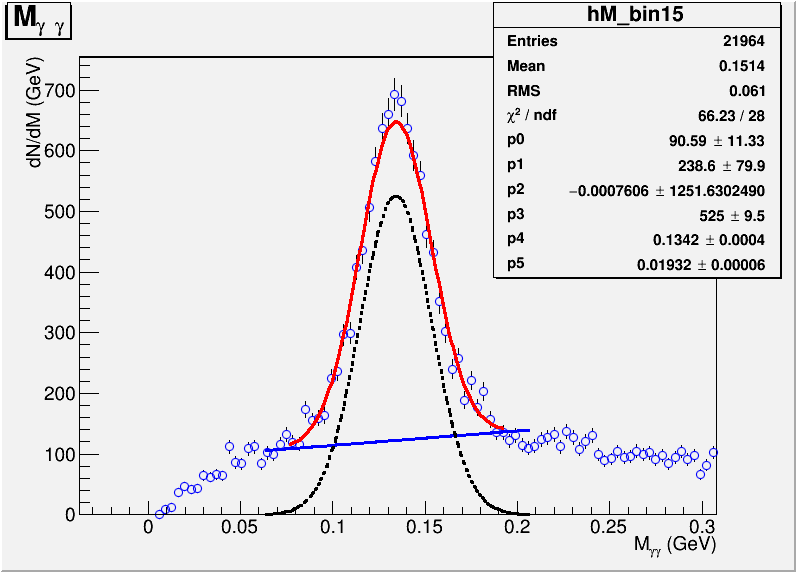 M_γ γ
hM_bin15
Entries 21964
Mean 0.1514
RMS 0.061
χ² / ndf 66.23 / 28
p0 90.59 ± 11.33
p1 238.6 ± 79.9
p2 −0.0007606 ± 1251.6302490
p3 525 ± 9.5
p4 0.1342 ± 0.0004
p5 0.01932 ± 0.00006
dN/dM (GeV)
700
600
500
400
300
200
100
0
0 0.05 0.1 0.15 0.2 0.25 0.3
M_γγ (GeV)